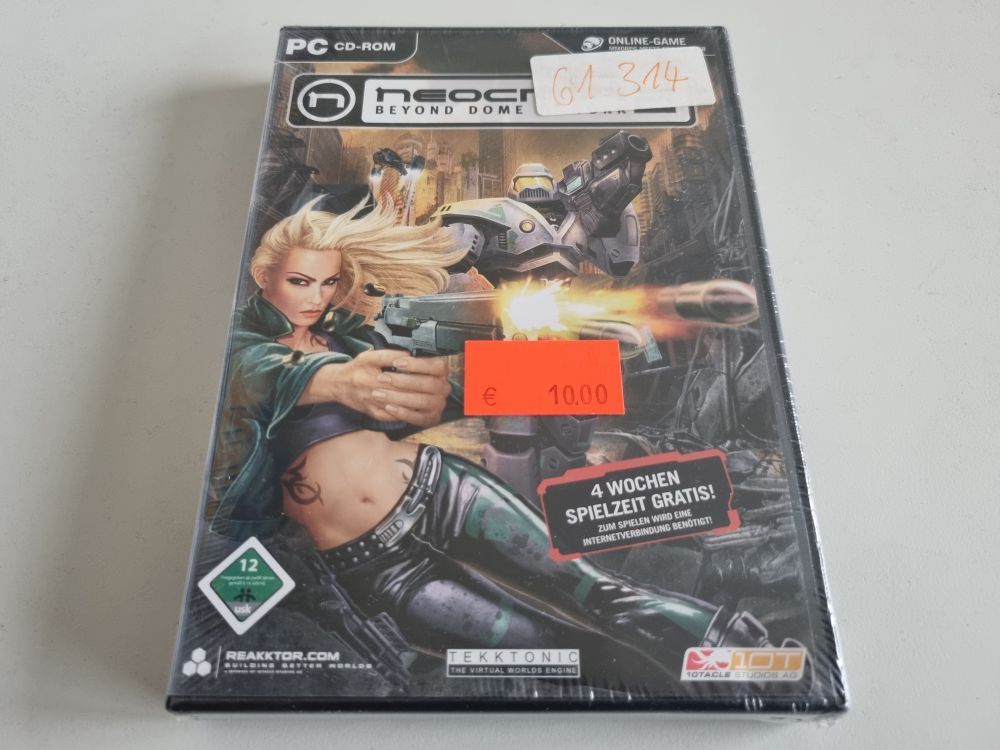 PC CD-ROM
ONLINE-GAME
61 314
n
BEYOND DOME
€ 10,00
4 WOCHEN
SPIELZEIT GRATIS!
ZUM SPIELEN WIRD EINE
INTERNETVERBINDUNG BENÖTIGT!
12
usk
REAKKTOR.COM
BUILDING BETTER WORLDS
TEKKTONIC
THE VIRTUAL WORLDS ENGINE
10T
10TACLE STUDIOS AG